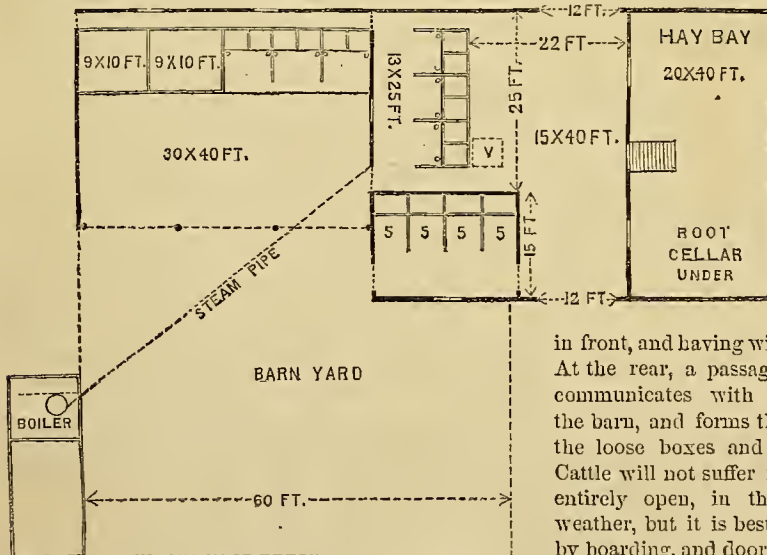 12 FT.
9X10 FT. 9X10 FT.
13X25 FT.
25 FT.
22 FT
HAY BAY
20X40 FT.
30X40 FT.
V
15X40 FT.
5 5 5 5
15 FT.
ROOT
CELLAR
UNDER
STEAM PIPE
12 FT.
BARN YARD
BOILER
60 FT.
in front, and having wi
At the rear, a passag
communicates with
the barn, and forms t
the loose boxes and
Cattle will not suffer
entirely open, in th
weather, but it is bes
by boarding, and door